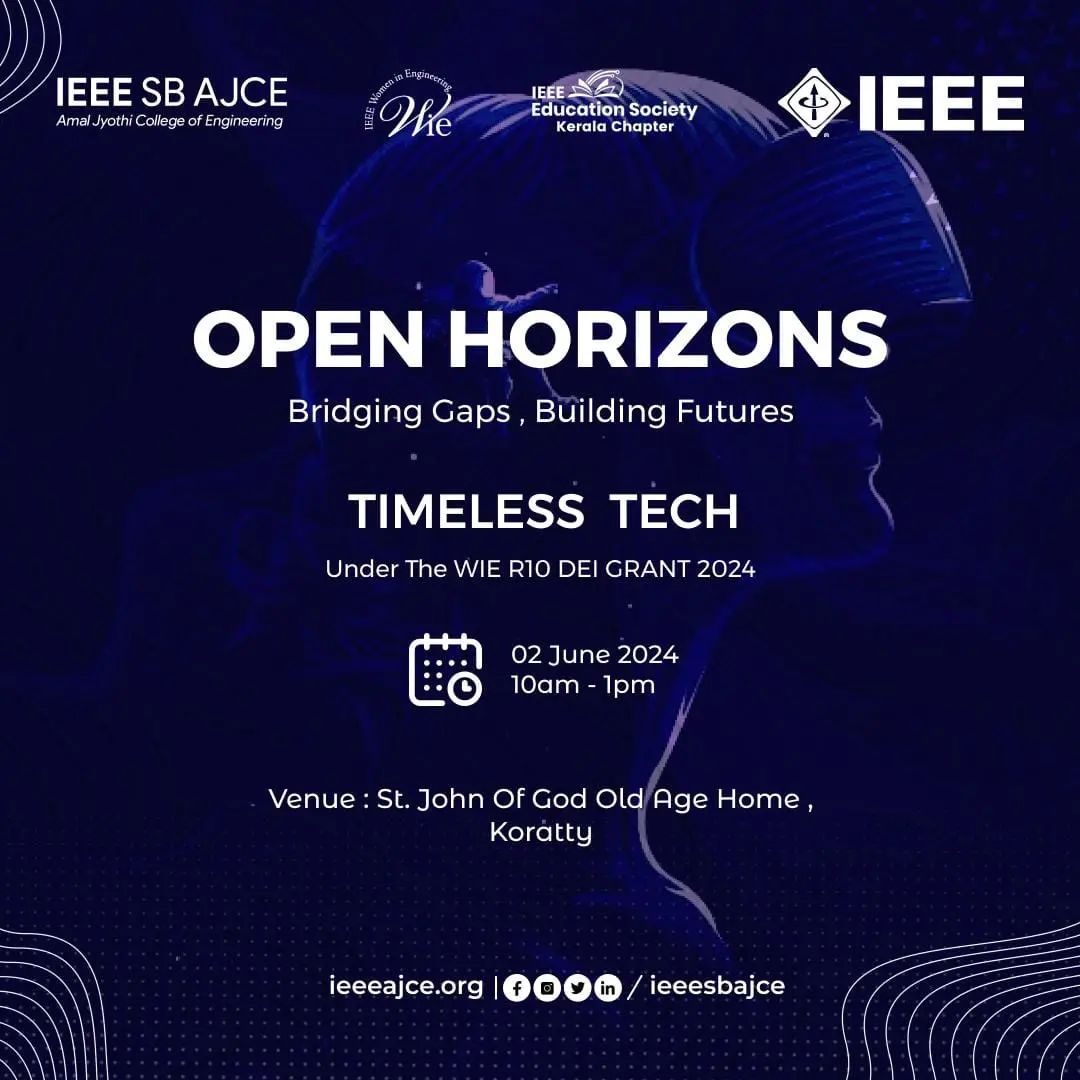 IEEE SB AJCE
Amal Jyothi College of Engineering
IEEE Women in Engineering
Wie
IEEE
Education Society
Kerala Chapter
IEEE
OPEN HORIZONS
Bridging Gaps , Building Futures
TIMELESS TECH
Under The WIE R10 DEI GRANT 2024
02 June 2024
10am - 1pm
Venue : St. John Of God Old Age Home ,
Koratty
ieeeajce.org | / ieeesbajce